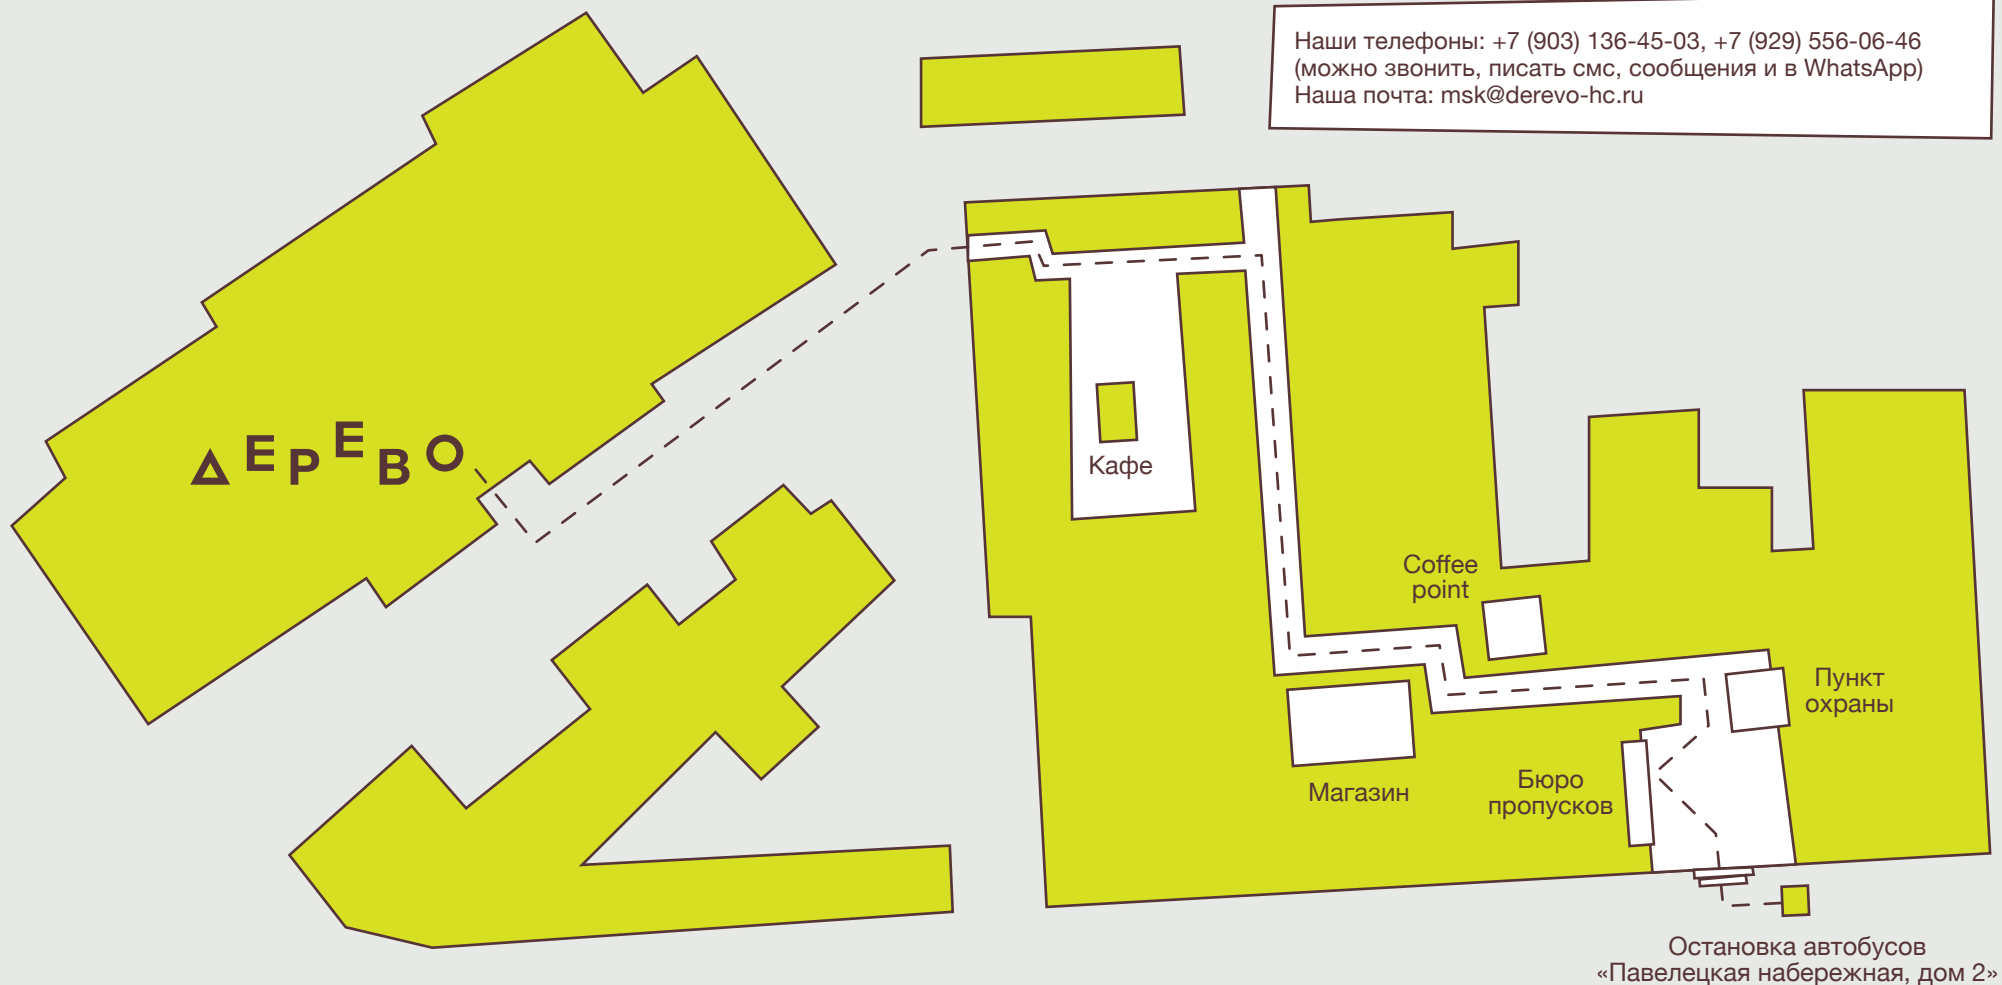 Наши телефоны: +7 (903) 136-45-03, +7 (929) 556-06-46
(можно звонить, писать смс, сообщения и в WhatsApp)
Наша почта: msk@derevo-hc.ru
ДЕРЕВО
Кафе
Coffee
point
Пункт
охраны
Магазин
Бюро
пропусков
Остановка автобусов
«Павелецкая набережная, дом 2»